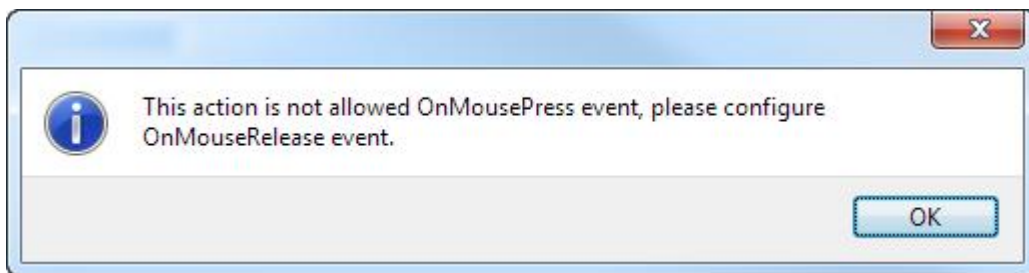 This action is not allowed OnMousePress event, please configure
OnMouseRelease event.
OK